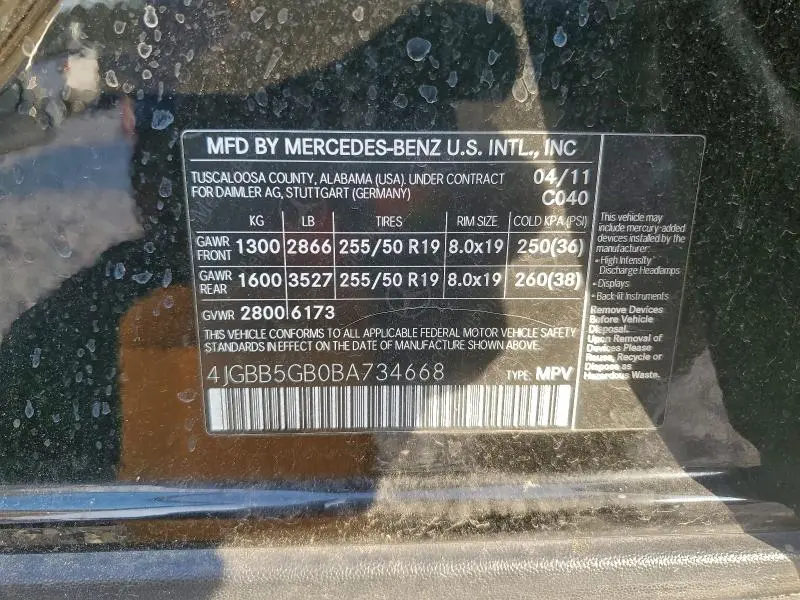 MFD BY MERCEDES-BENZ U.S. INTL., INC
TUSCALOOSA COUNTY, ALABAMA (USA). UNDER CONTRACT 04/11
FOR DAIMLER AG, STUTTGART (GERMANY) C040
KG LB TIRES RIM SIZE COLD KPA (PSI)
GAWR FRONT 1300 2866 255/50 R19 8.0x19 250(36)
GAWR REAR 1600 3527 255/50 R19 8.0x19 260(38)
GVWR 2800 6173
THIS VEHICLE CONFORMS TO ALL APPLICABLE FEDERAL MOTOR VEHICLE SAFETY
STANDARDS IN EFFECT ON THE DATE OF MANUFACTURE SHOWN ABOVE.
4JGBB5GB0BA734668 TYPE: MPV
This vehicle may
include mercury-added
devices installed by the
manufacturer:
• High Intensity
Discharge Headlamps
• Displays
• Back-lit Instruments
Remove Devices
Before Vehicle
Disposal.
Upon Removal of
Devices Please
Reuse, Recycle or
Dispose as
Hazardous Waste.